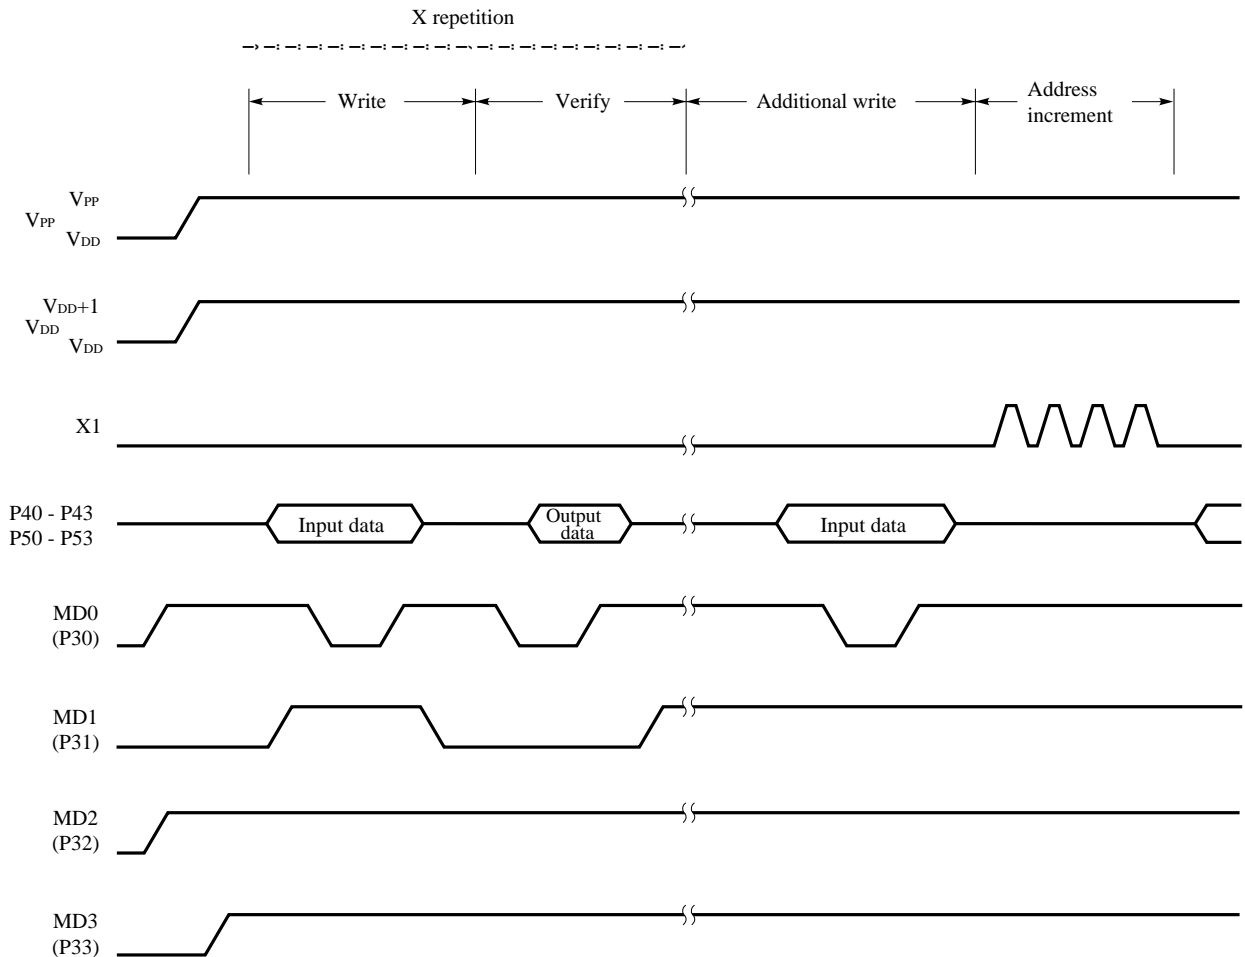 X repetition
Write
Verify
Additional write
Address
increment
VPP
VPP
VDD
VDD+1
VDD
VDD
X1
P40 - P43
P50 - P53
Input data
Output
data
Input data
MD0
(P30)
MD1
(P31)
MD2
(P32)
MD3
(P33)